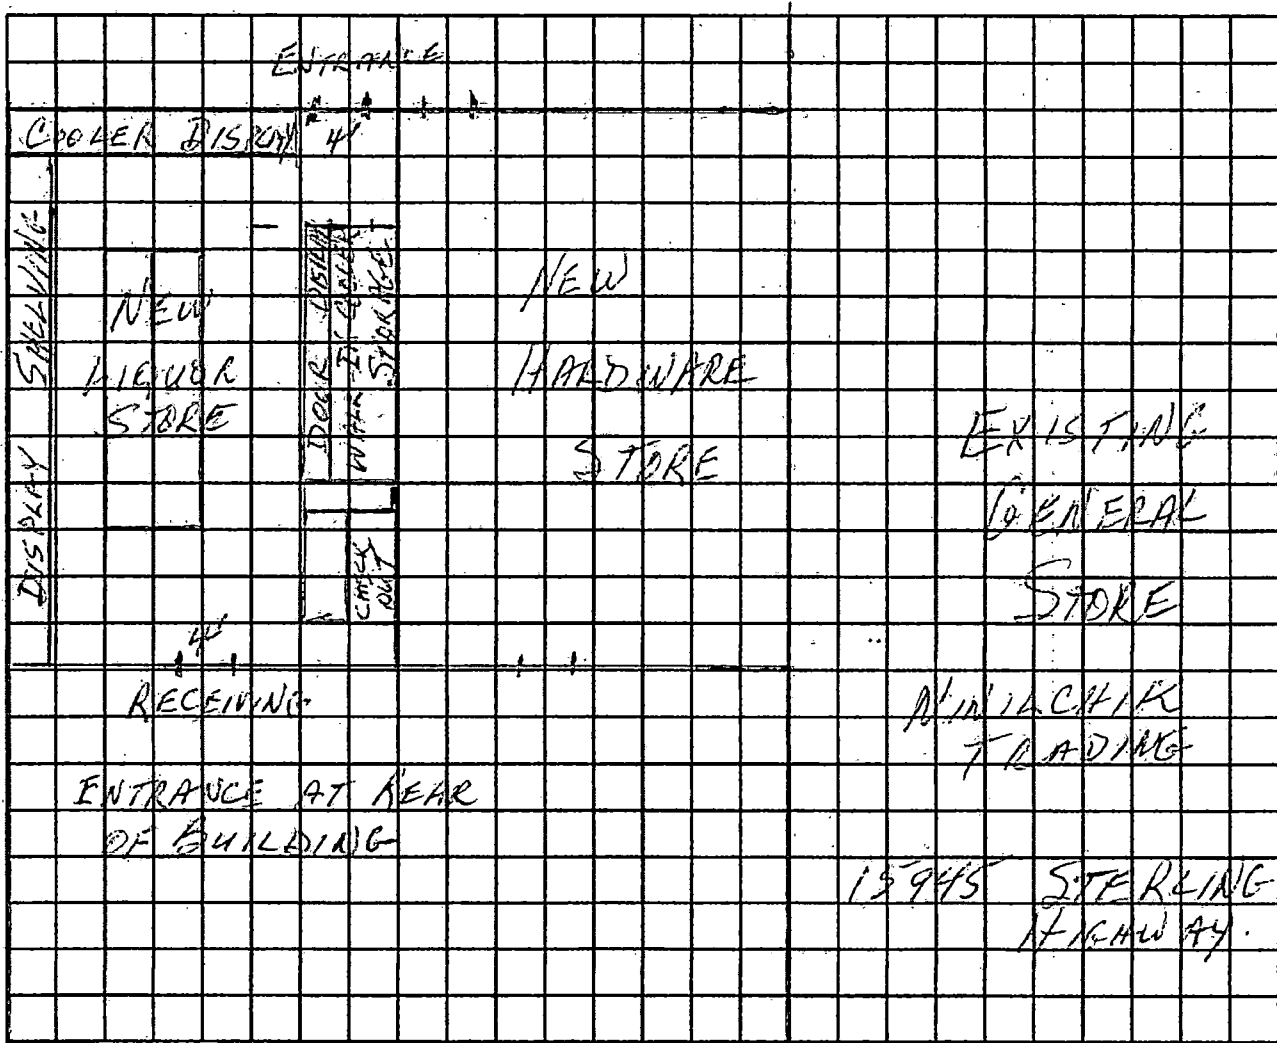 ENTRANCE
COOLER DISPLAY 4'
DISPLAY SHELVING
NEW
LIQUOR
STORE
DOOR DISPLAY
WALK-IN COOLER
STORAGE
CHECK
OUT
NEW
HARDWARE
STORE
EXISTING
GENERAL
STORE
4'
RECEIVING
NINILCHIK
TRADING
ENTRANCE AT REAR
OF BUILDING
15945 STERLING
HIGHWAY.